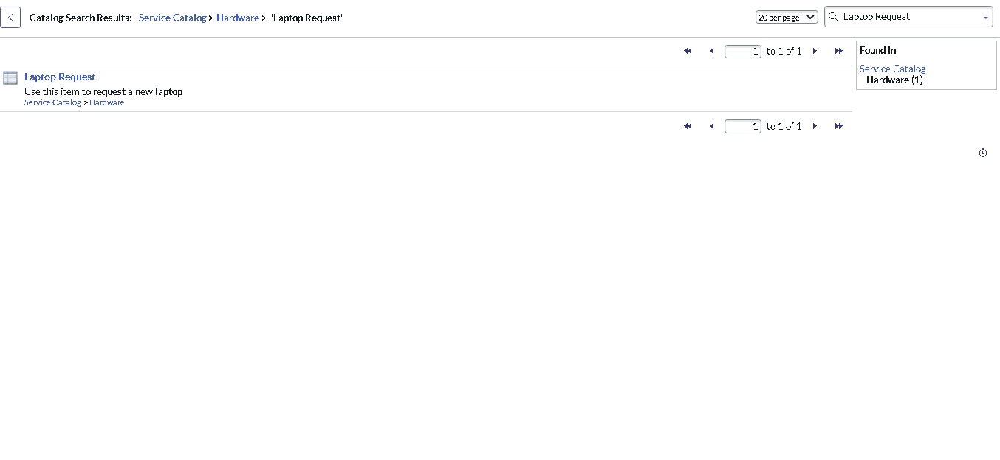 Catalog Search Results: Service Catalog > Hardware > 'Laptop Request'
20 per page
Laptop Request
1 to 1 of 1
Found In
Service Catalog
Hardware (1)
Laptop Request
Use this item to request a new laptop
Service Catalog > Hardware
1 to 1 of 1